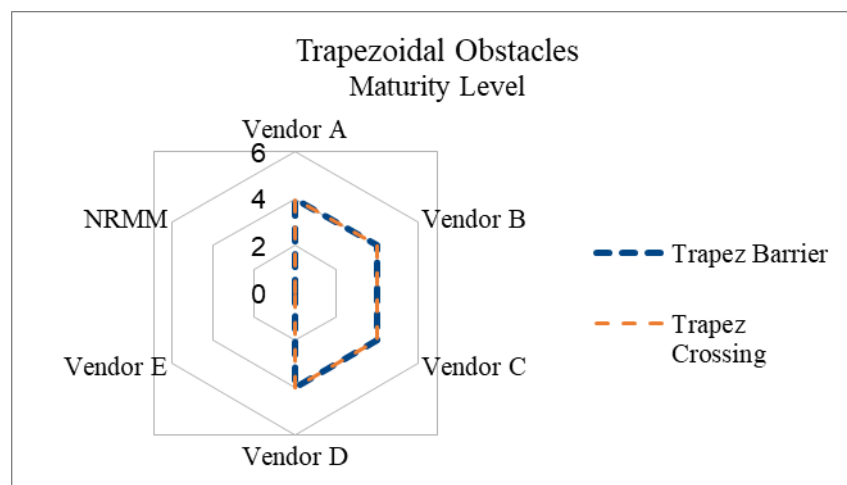 Trapezoidal Obstacles
Maturity Level
Vendor A
6
NRMM
4
Vendor B
2
0
Vendor E
Vendor C
Vendor D
Trapez Barrier
Trapez
Crossing